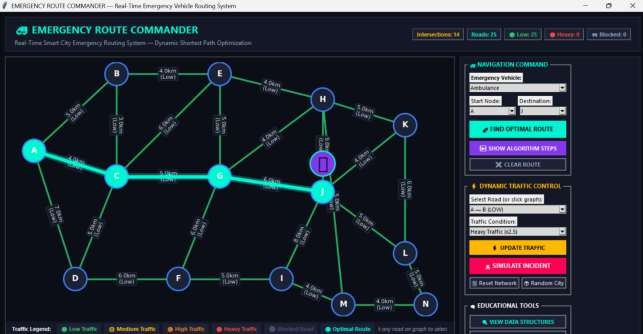 EMERGENCY ROUTE COMMANDER — Real-Time Emergency Vehicle Routing System
EMERGENCY ROUTE COMMANDER
Real-Time Smart City Emergency Routing System — Dynamic Shortest Path Optimization
Intersections: 14
Roads: 25
Low: 25
Heavy: 0
Blocked: 0
B
4.0km
(Low)
E
4.0km
(Low)
H
5.0km
(Low)
K
5.0km
(Low)
5.0km
(Low)
6.0km
(Low)
5.0km
(Low)
4.0km
(Low)
4.0km
(Low)
A
C
5.0km
(Low)
G
5.0km
(Low)
J
6.0km
(Low)
7.0km
(Low)
8.0km
(Low)
5.0km
(Low)
L
D
6.0km
(Low)
F
5.0km
(Low)
I
4.0km
(Low)
M
4.0km
(Low)
N
5.0km
(Low)
Traffic Legend:
Low Traffic
Medium Traffic
High Traffic
Heavy Traffic
Blocked Road
Optimal Route
k any road on graph to select
NAVIGATION COMMAND
Emergency Vehicle:
Ambulance
Start Node:
Destination:
A
J
FIND OPTIMAL ROUTE
SHOW ALGORITHM STEPS
CLEAR ROUTE
DYNAMIC TRAFFIC CONTROL
Select Road (or click graph):
A — B (LOW)
Traffic Condition:
Heavy Traffic (x2.5)
UPDATE TRAFFIC
SIMULATE INCIDENT
Reset Network
Random City
EDUCATIONAL TOOLS
VIEW DATA STRUCTURES